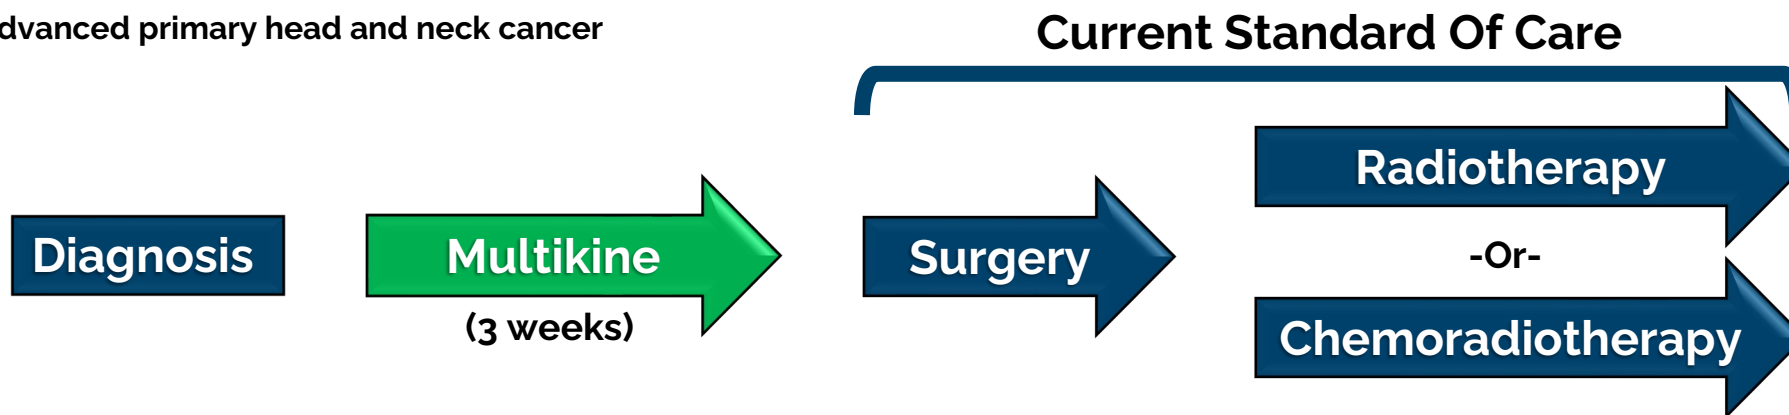 dvanced primary head and neck cancer
Current Standard Of Care
Diagnosis
Multikine
(3 weeks)
Surgery
Radiotherapy
-Or-
Chemoradiotherapy